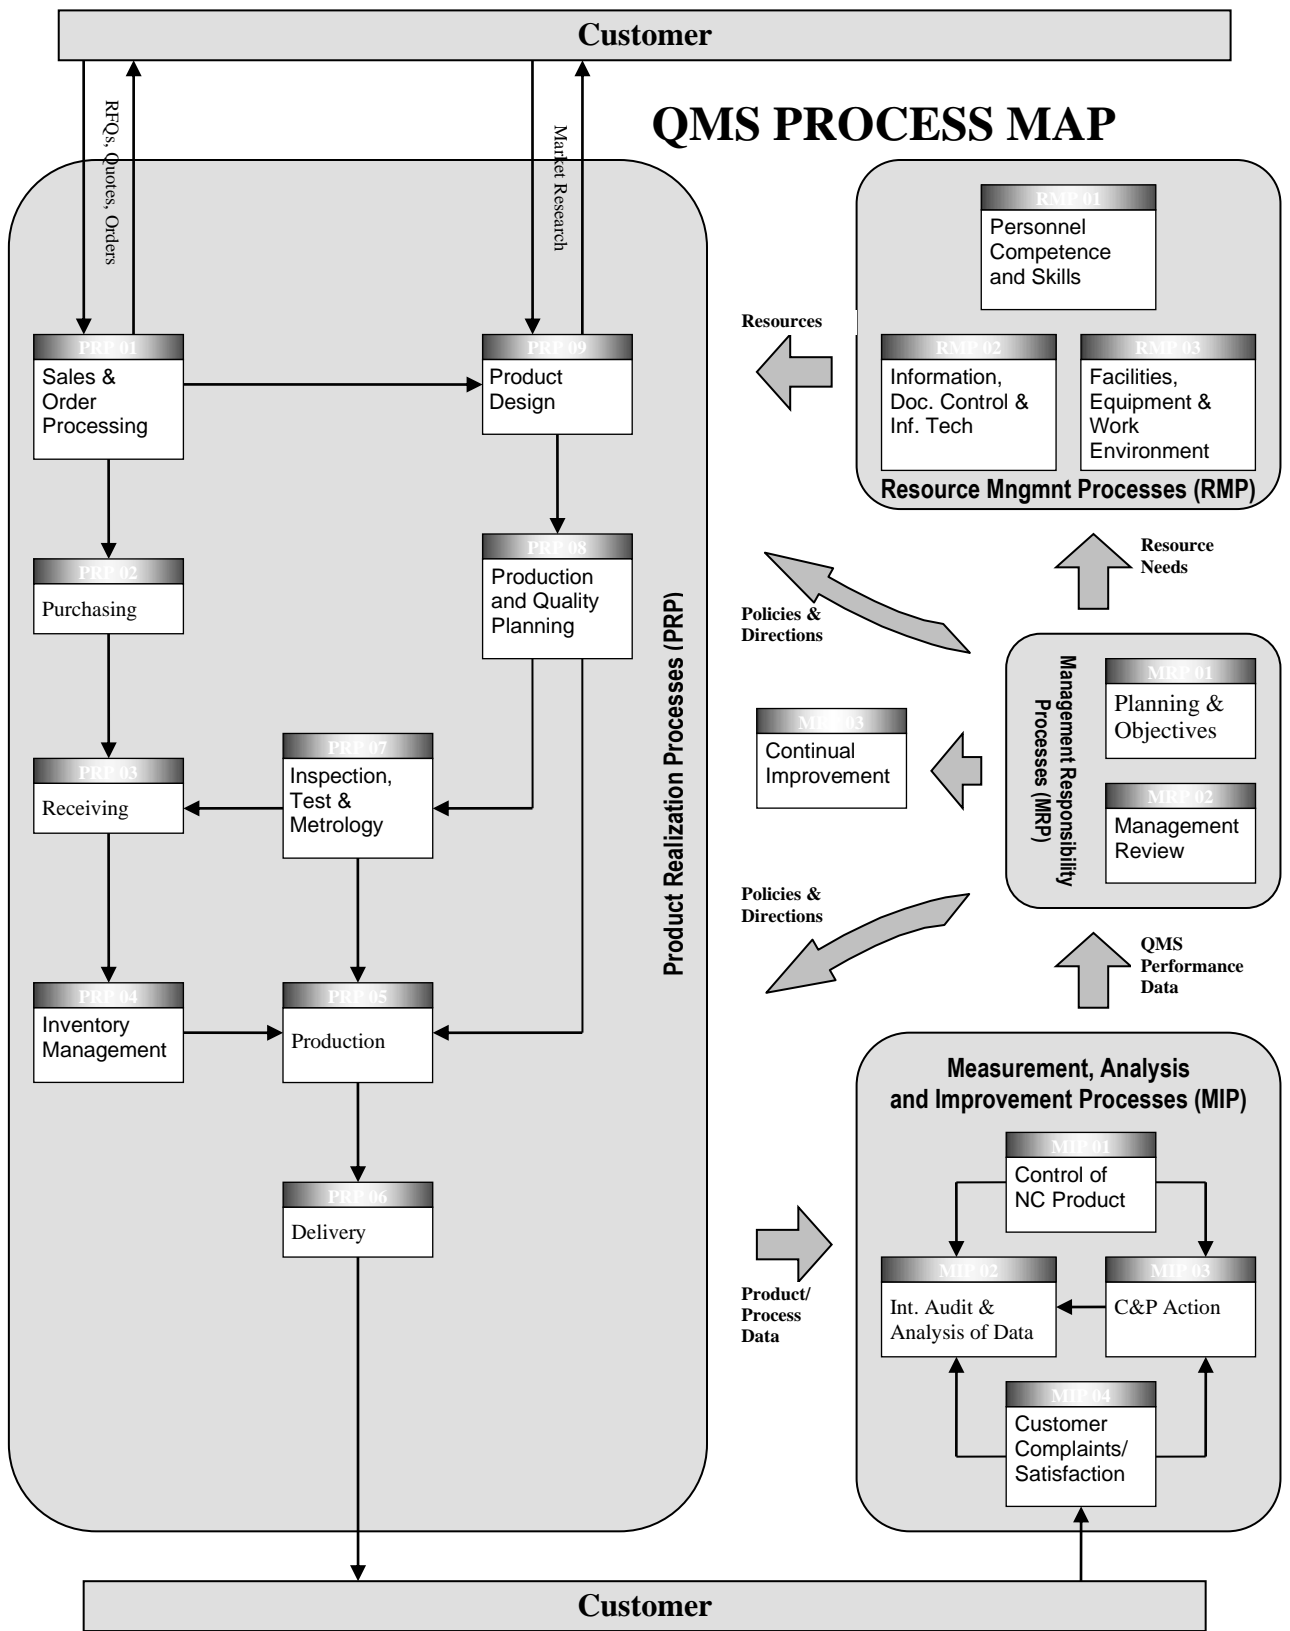 Customer
RFQs, Quotes, Orders
Market Research
QMS PROCESS MAP
PRP 01
Sales &
Order
Processing
PRP 09
Product
Design
PRP 02
Purchasing
PRP 08
Production
and Quality
Planning
PRP 03
Receiving
PRP 07
Inspection,
Test &
Metrology
PRP 04
Inventory
Management
PRP 05
Production
PRP 06
Delivery
Product Realization Processes (PRP)
Resources
RMP 01
Personnel
Competence
and Skills
RMP 02
Information,
Doc. Control &
Inf. Tech
RMP 03
Facilities,
Equipment &
Work
Environment
Resource Mngmnt Processes (RMP)
Resource
Needs
Policies &
Directions
Management Responsibility
Processes (MRP)
MRP 01
Planning &
Objectives
MRP 02
Management
Review
MRP 03
Continual
Improvement
Policies &
Directions
QMS
Performance
Data
Measurement, Analysis
and Improvement Processes (MIP)
MIP 01
Control of
NC Product
MIP 02
Int. Audit &
Analysis of Data
MIP 03
C&P Action
MIP 04
Customer
Complaints/
Satisfaction
Product/
Process
Data
Customer